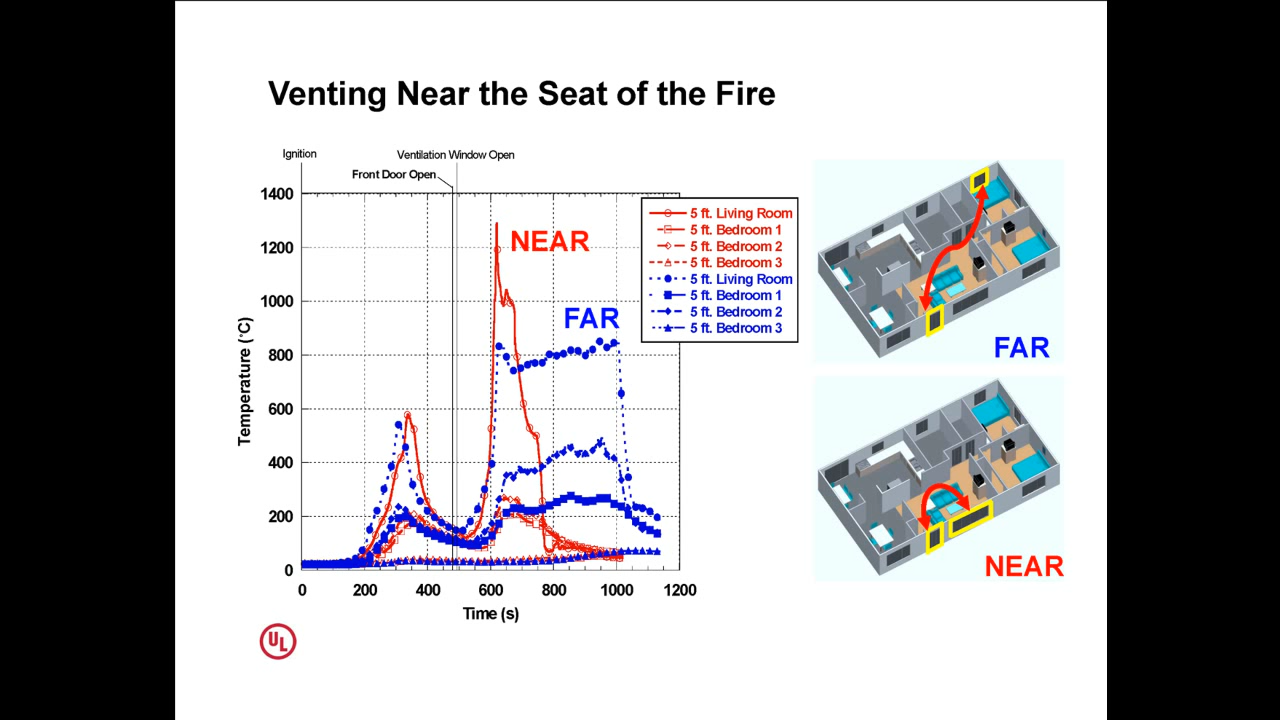 Venting Near the Seat of the Fire
Ignition
Ventilation Window Open
Front Door Open
1400
1200
1000
800
600
400
200
0
Temperature (°C)
0 200 400 600 800 1000 1200
Time (s)
NEAR
FAR
5 ft. Living Room
5 ft. Bedroom 1
5 ft. Bedroom 2
5 ft. Bedroom 3
5 ft. Living Room
5 ft. Bedroom 1
5 ft. Bedroom 2
5 ft. Bedroom 3
FAR
NEAR
UL